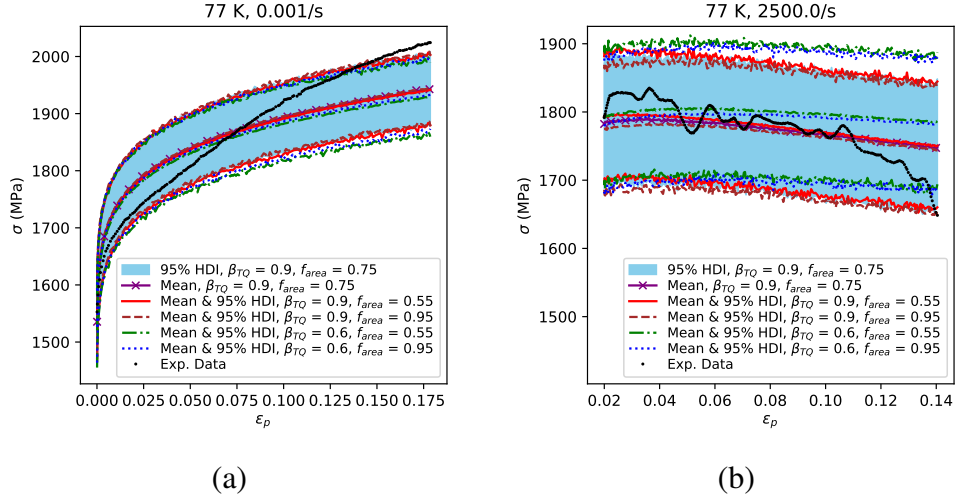 77 K, 0.001/s
σ (MPa)
2000
1900
1800
1700
1600
1500
95% HDI, β_TQ = 0.9, f_area = 0.75
Mean, β_TQ = 0.9, f_area = 0.75
Mean & 95% HDI, β_TQ = 0.9, f_area = 0.55
Mean & 95% HDI, β_TQ = 0.9, f_area = 0.95
Mean & 95% HDI, β_TQ = 0.6, f_area = 0.55
Mean & 95% HDI, β_TQ = 0.6, f_area = 0.95
Exp. Data
0.000 0.025 0.050 0.075 0.100 0.125 0.150 0.175
ε_p
(a)
77 K, 2500.0/s
σ (MPa)
1900
1800
1700
1600
1500
95% HDI, β_TQ = 0.9, f_area = 0.75
Mean, β_TQ = 0.9, f_area = 0.75
Mean & 95% HDI, β_TQ = 0.9, f_area = 0.55
Mean & 95% HDI, β_TQ = 0.9, f_area = 0.95
Mean & 95% HDI, β_TQ = 0.6, f_area = 0.55
Mean & 95% HDI, β_TQ = 0.6, f_area = 0.95
Exp. Data
0.02 0.04 0.06 0.08 0.10 0.12 0.14
ε_p
(b)